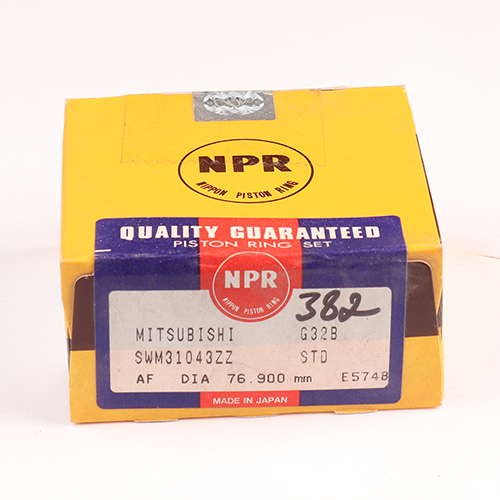 NPR
NIPPON PISTON RING
QUALITY GUARANTEED
PISTON RING SET
NPR
NIPPON PISTON RING
382
MITSUBISHI G32B
SWM31043ZZ STD
AF DIA 76.900 mm E574B
MADE IN JAPAN